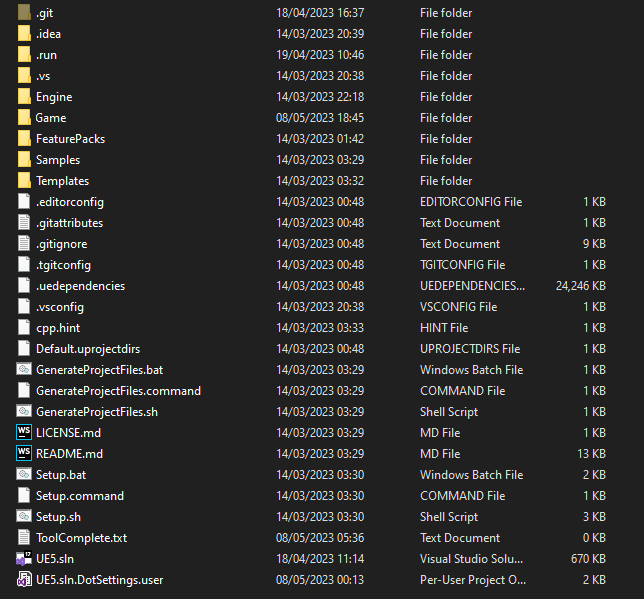 .git 18/04/2023 16:37 File folder
.idea 14/03/2023 20:39 File folder
.run 19/04/2023 10:46 File folder
.vs 14/03/2023 20:38 File folder
Engine 14/03/2023 22:18 File folder
Game 08/05/2023 18:45 File folder
FeaturePacks 14/03/2023 01:42 File folder
Samples 14/03/2023 03:29 File folder
Templates 14/03/2023 03:32 File folder
.editorconfig 14/03/2023 00:48 EDITORCONFIG File 1 KB
.gitattributes 14/03/2023 00:48 Text Document 1 KB
.gitignore 14/03/2023 00:48 Text Document 9 KB
.tgitconfig 14/03/2023 00:48 TGITCONFIG File 1 KB
.uedependencies 14/03/2023 00:48 UEDEPENDENCIES... 24,246 KB
.vsconfig 14/03/2023 20:38 VSCONFIG File 1 KB
cpp.hint 14/03/2023 03:33 HINT File 1 KB
Default.uprojectdirs 14/03/2023 00:48 UPROJECTDIRS File 1 KB
GenerateProjectFiles.bat 14/03/2023 03:29 Windows Batch File 1 KB
GenerateProjectFiles.command 14/03/2023 03:29 COMMAND File 1 KB
GenerateProjectFiles.sh 14/03/2023 03:29 Shell Script 1 KB
WS LICENSE.md 14/03/2023 03:29 MD File 1 KB
WS README.md 14/03/2023 03:29 MD File 13 KB
Setup.bat 14/03/2023 03:30 Windows Batch File 2 KB
Setup.command 14/03/2023 03:30 COMMAND File 1 KB
Setup.sh 14/03/2023 03:30 Shell Script 3 KB
ToolComplete.txt 08/05/2023 05:36 Text Document 0 KB
17 UE5.sln 18/04/2023 11:14 Visual Studio Solu... 670 KB
UE5.sln.DotSettings.user 08/05/2023 00:13 Per-User Project O... 2 KB